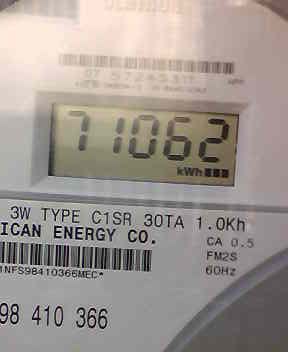 71062
kWh
3W TYPE C1SR 30TA 1.0Kh
ICAN ENERGY CO.
CA 0.5
FM2S
60Hz
1NFS98410366MEC*
98 410 366